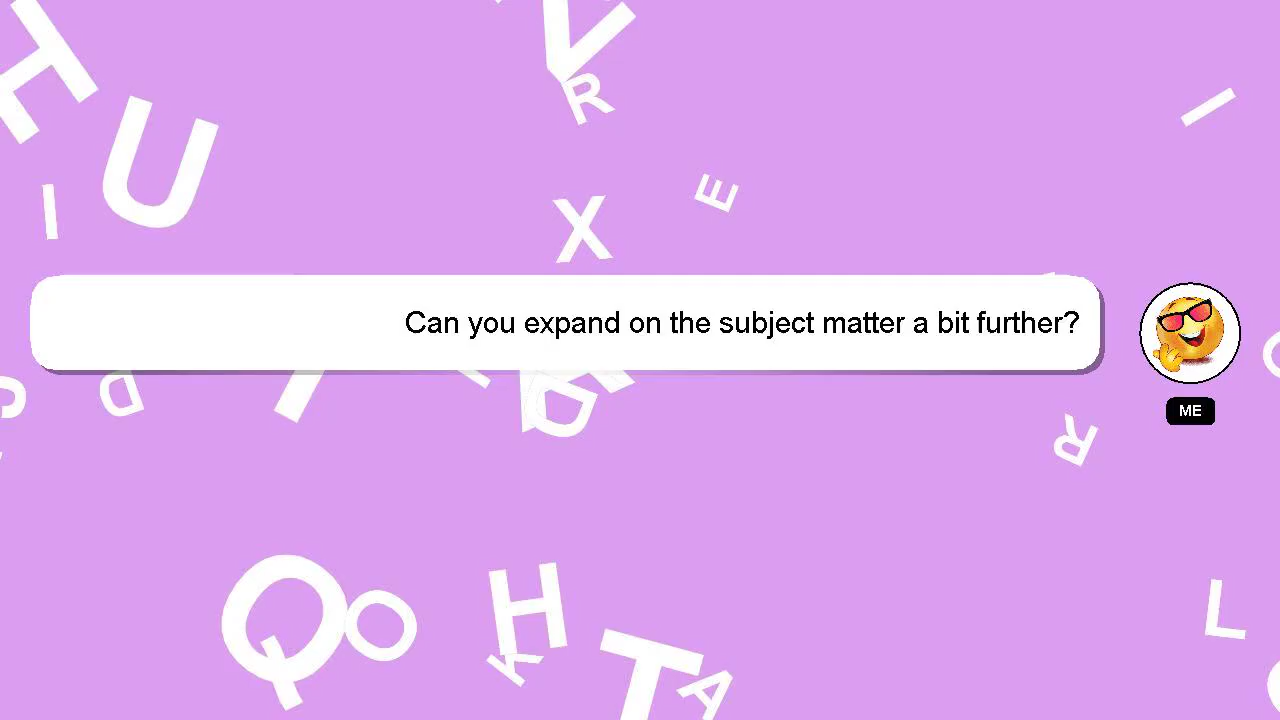 H
V
R
U
I
I
E
X
Can you expand on the subject matter a bit further?
D
R
ME
R
Q
O
H
K
T
A
L